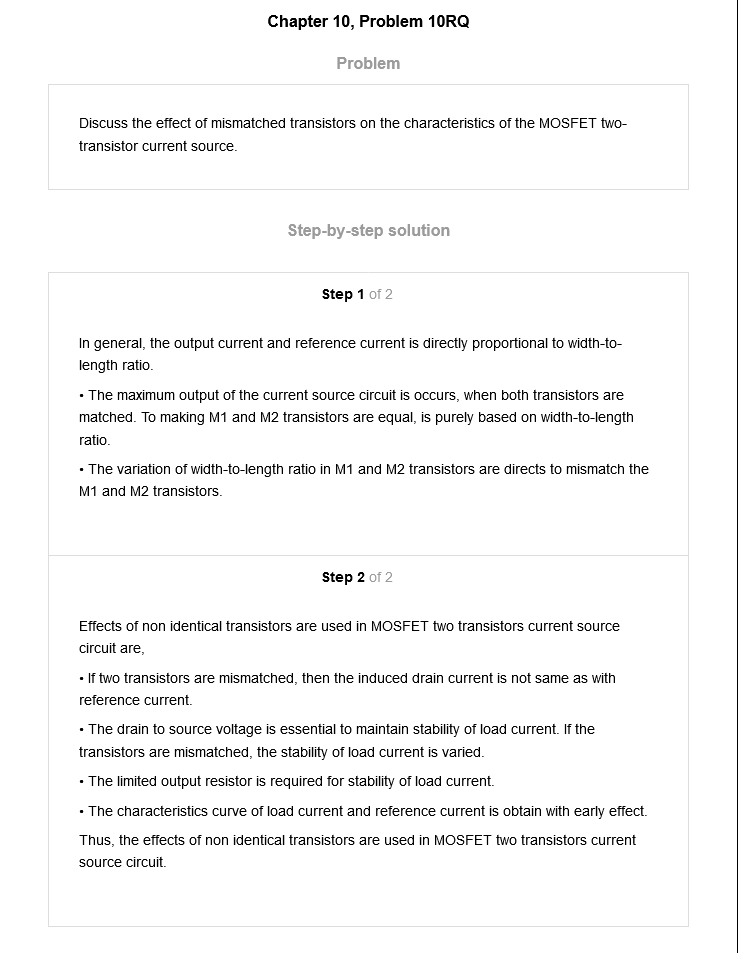 Chapter 10, Problem 10RQ
Problem
Discuss the effect of mismatched transistors on the characteristics of the MOSFET two-
transistor current source.
Step-by-step solution
Step 1 of 2
In general, the output current and reference current is directly proportional to width-to-
length ratio.
• The maximum output of the current source circuit is occurs, when both transistors are
matched. To making M1 and M2 transistors are equal, is purely based on width-to-length
ratio.
• The variation of width-to-length ratio in M1 and M2 transistors are directs to mismatch the
M1 and M2 transistors.
Step 2 of 2
Effects of non identical transistors are used in MOSFET two transistors current source
circuit are,
• If two transistors are mismatched, then the induced drain current is not same as with
reference current.
• The drain to source voltage is essential to maintain stability of load current. If the
transistors are mismatched, the stability of load current is varied.
• The limited output resistor is required for stability of load current.
• The characteristics curve of load current and reference current is obtain with early effect.
Thus, the effects of non identical transistors are used in MOSFET two transistors current
source circuit.